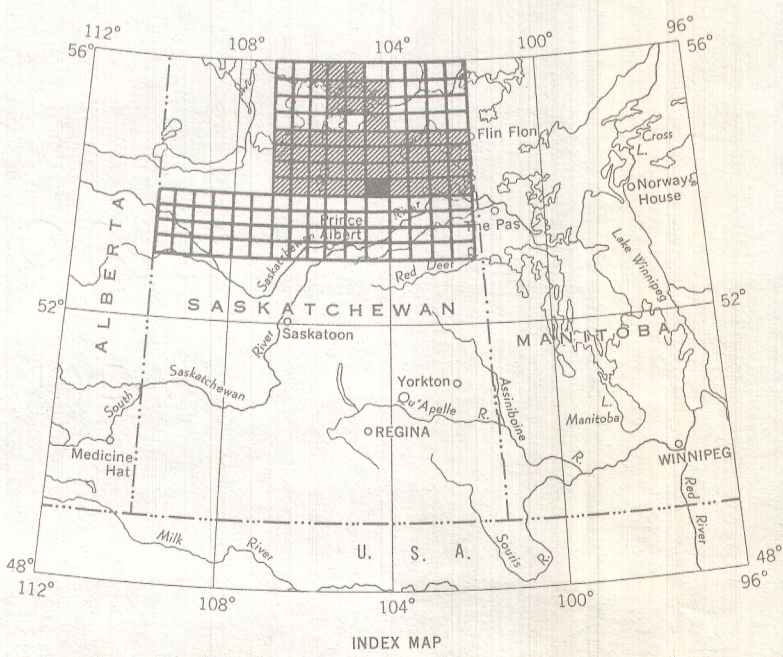 112°
108°
104°
100°
96°
56°
56°
Flin Flon
Cross
L.
Norway
House
Prince
Albert
River
The Pas
Saskatchewan
Red Deer
Lake Winnipeg
ALBERTA
52°
SASKATCHEWAN
52°
MANITOBA
Saskatoon
River
Saskatchewan
South
Yorkton
Qu'Appelle
R.
Assiniboine
R.
L.
Manitoba
REGINA
Medicine
Hat
WINNIPEG
Red
River
Milk
River
U. S. A.
Souris
R.
48°
48°
112°
108°
104°
100°
96°
INDEX MAP